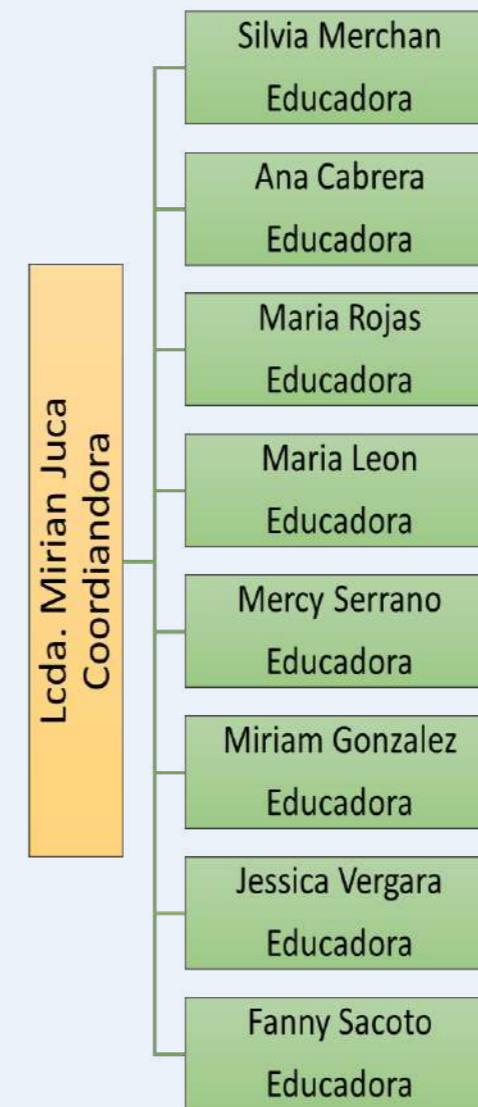 Lcda. Mirian Juca
Coordiandora
Silvia Merchan
Educadora
Ana Cabrera
Educadora
Maria Rojas
Educadora
Maria Leon
Educadora
Mercy Serrano
Educadora
Miriam Gonzalez
Educadora
Jessica Vergara
Educadora
Fanny Sacoto
Educadora